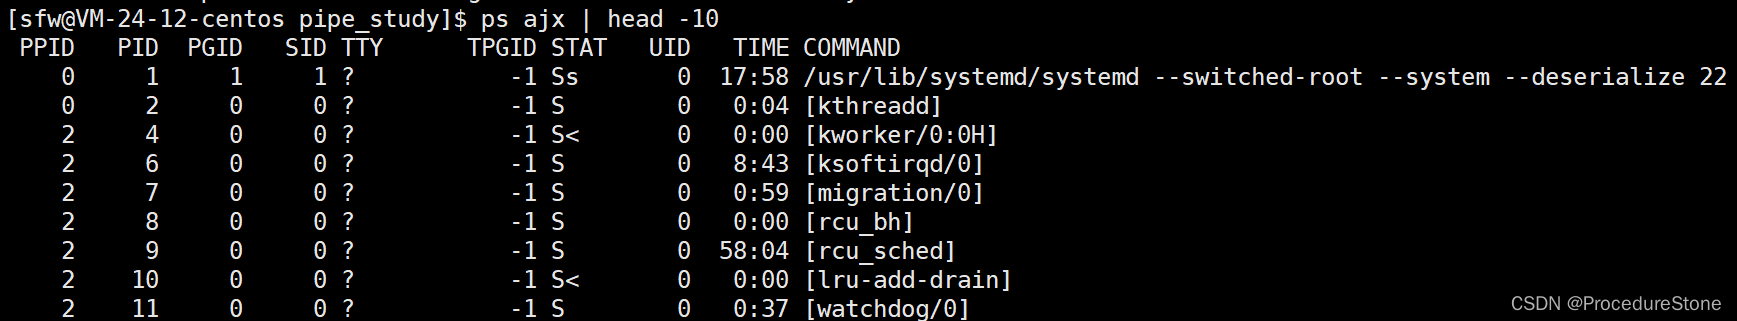 [sfw@VM-24-12-centos pipe_study]$ ps ajx | head -10
PPID PID PGID SID TTY TPGID STAT UID TIME COMMAND
0 1 1 1 ? -1 Ss 0 17:58 /usr/lib/systemd/systemd --switched-root --system --deserialize 22
0 2 0 0 ? -1 S 0 0:04 [kthreadd]
2 4 0 0 ? -1 S< 0 0:00 [kworker/0:0H]
2 6 0 0 ? -1 S 0 8:43 [ksoftirqd/0]
2 7 0 0 ? -1 S 0 0:59 [migration/0]
2 8 0 0 ? -1 S 0 0:00 [rcu_bh]
2 9 0 0 ? -1 S 0 58:04 [rcu_sched]
2 10 0 0 ? -1 S< 0 0:00 [lru-add-drain]
2 11 0 0 ? -1 S 0 0:37 [watchdog/0]
CSDN @ProcedureStone